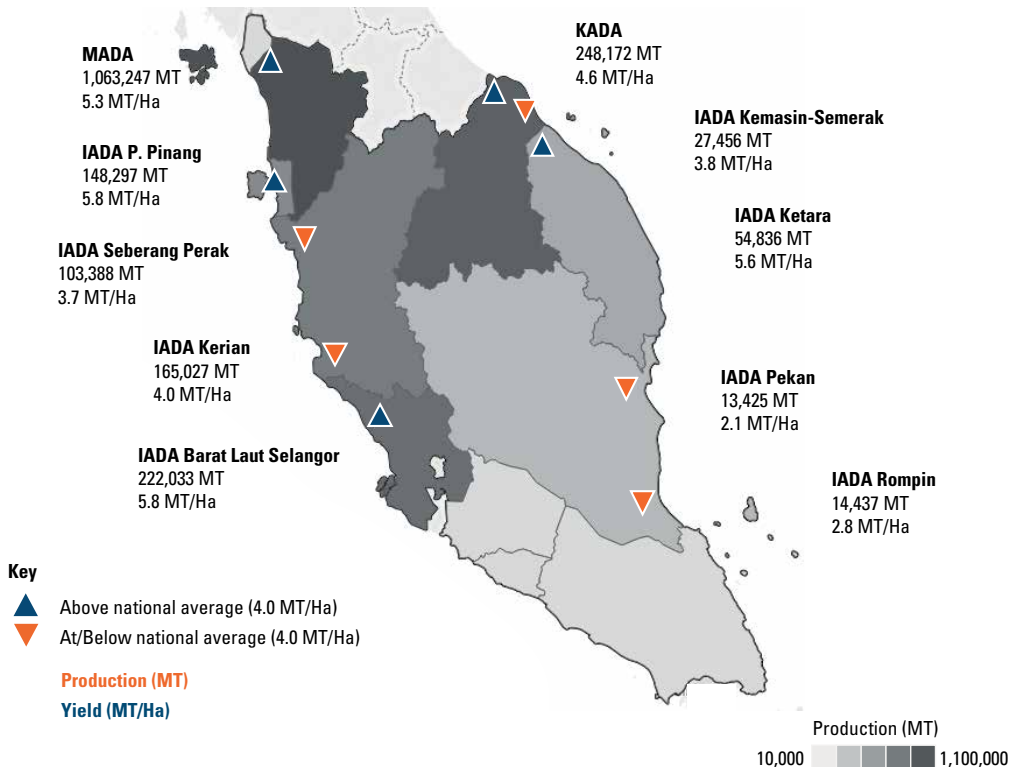 MADA
1,063,247 MT
5.3 MT/Ha
KADA
248,172 MT
4.6 MT/Ha
IADA Kemasin-Semerak
27,456 MT
3.8 MT/Ha
IADA P. Pinang
148,297 MT
5.8 MT/Ha
IADA Ketara
54,836 MT
5.6 MT/Ha
IADA Seberang Perak
103,388 MT
3.7 MT/Ha
IADA Kerian
165,027 MT
4.0 MT/Ha
IADA Pekan
13,425 MT
2.1 MT/Ha
IADA Barat Laut Selangor
222,033 MT
5.8 MT/Ha
IADA Rompin
14,437 MT
2.8 MT/Ha
Key
Above national average (4.0 MT/Ha)
At/Below national average (4.0 MT/Ha)
Production (MT)
Yield (MT/Ha)
Production (MT)
10,000 1,100,000